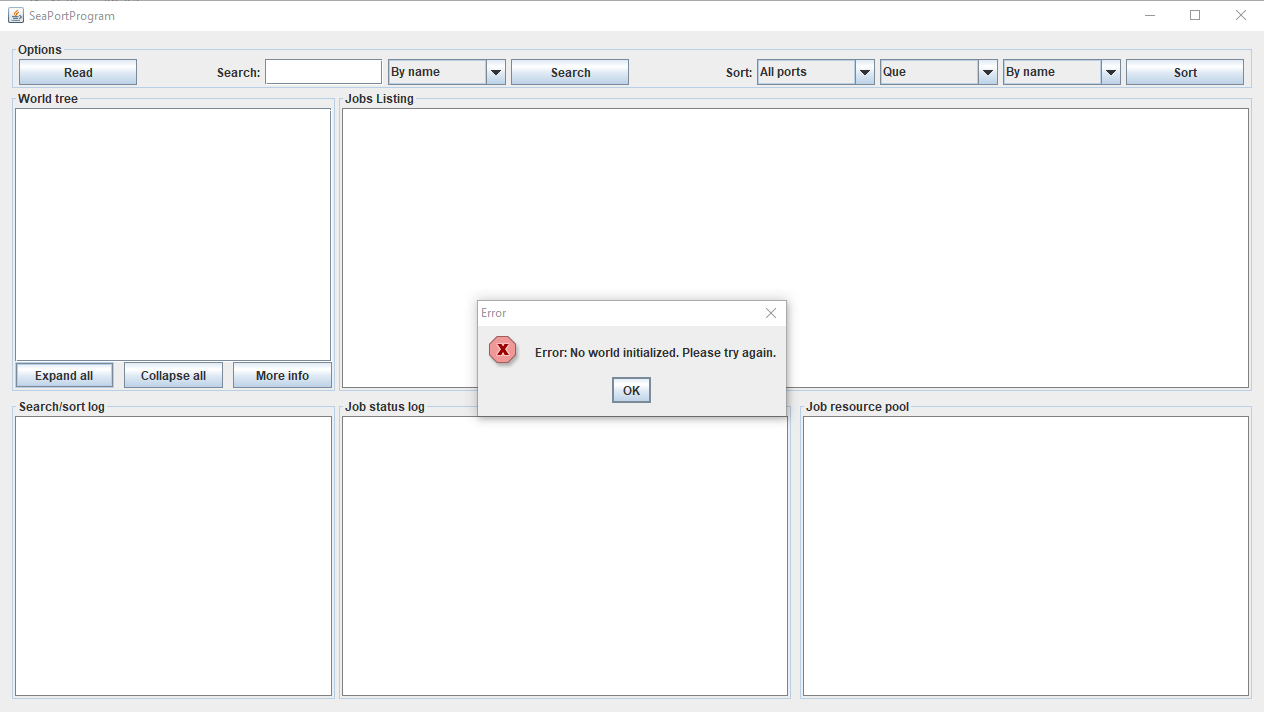 SeaPortProgram
Options
Read Search: By name Search Sort: All ports Que By name Sort
World tree Jobs Listing
Error
Error: No world initialized. Please try again.
OK
Expand all Collapse all More info
Search/sort log Job status log Job resource pool